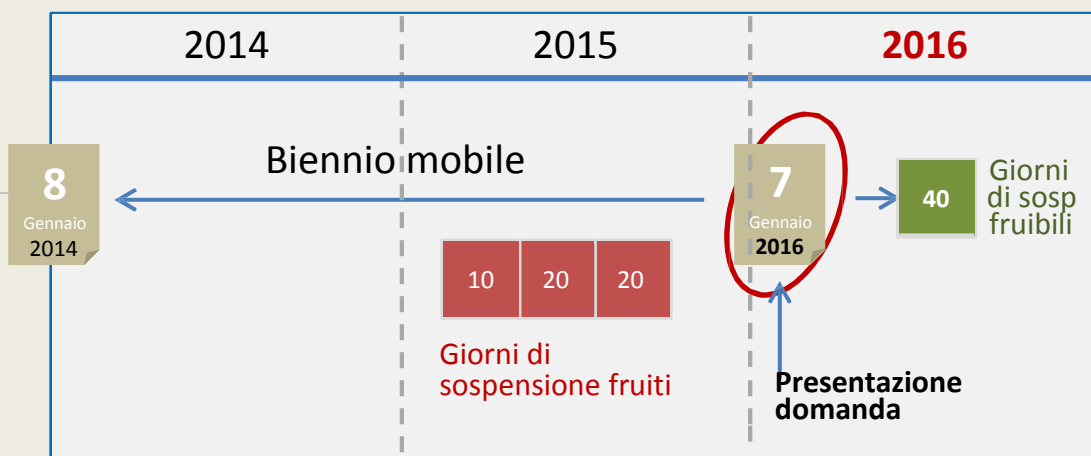 2014
2015
2016
Biennio mobile
8
Gennaio
2014
7
Gennaio
2016
40
Giorni
di sosp
fruibili
10
20
20
Giorni di
sospensione fruiti
Presentazione
domanda